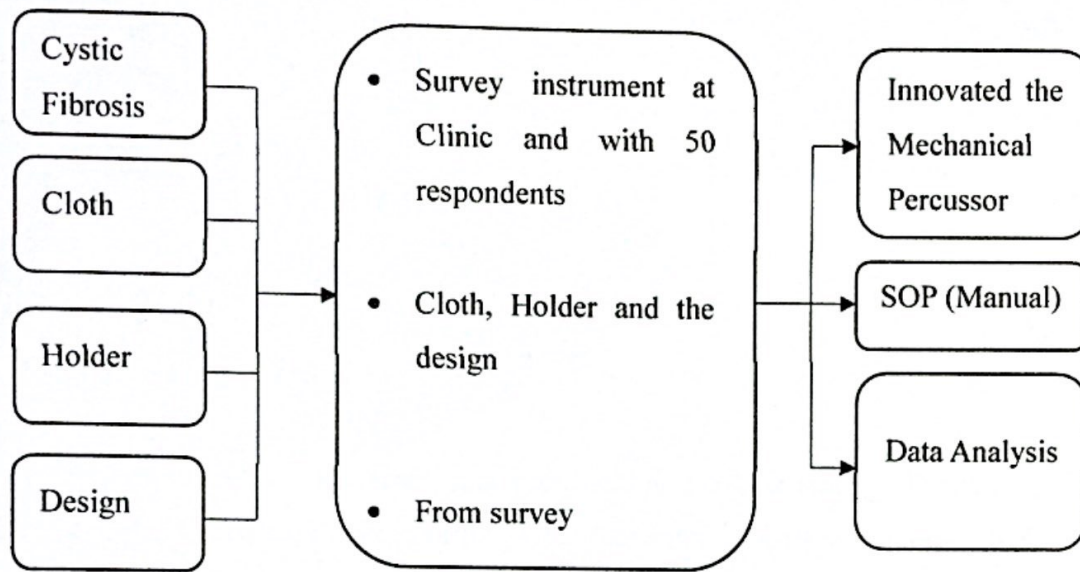 Cystic
Fibrosis
Cloth
Holder
Design
• Survey instrument at
Clinic and with 50
respondents
• Cloth, Holder and the
design
• From survey
Innovated the
Mechanical
Percussor
SOP (Manual)
Data Analysis